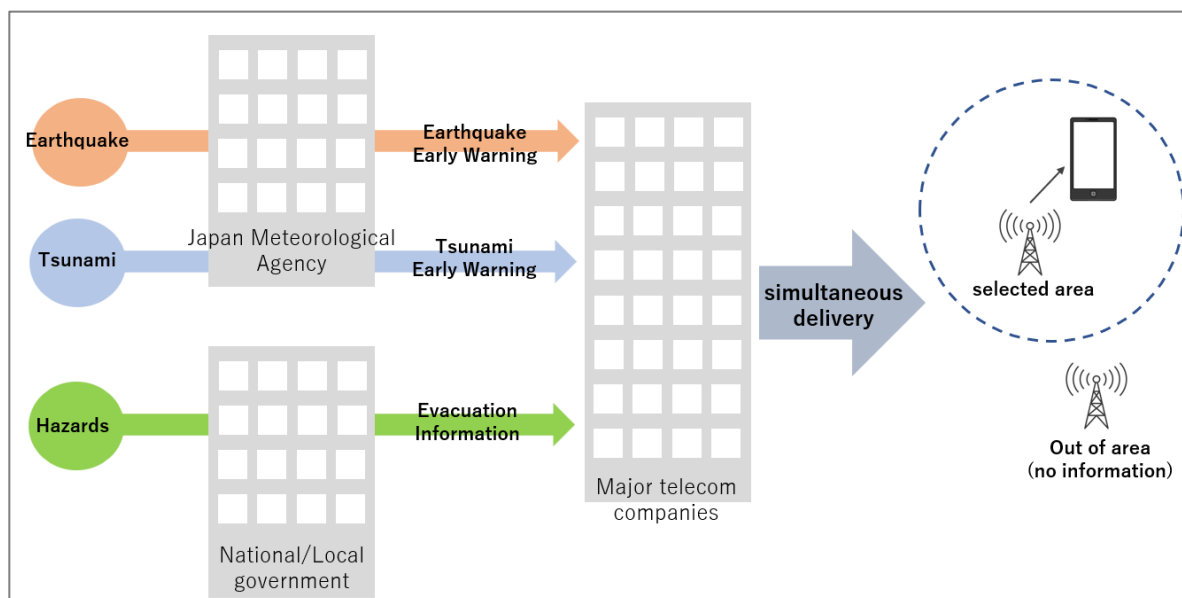 Earthquake
Earthquake
Early Warning
Japan Meteorological
Agency
Tsunami
Tsunami
Early Warning
Hazards
Evacuation
Information
National/Local
government
Major telecom
companies
simultaneous
delivery
selected area
Out of area
(no information)